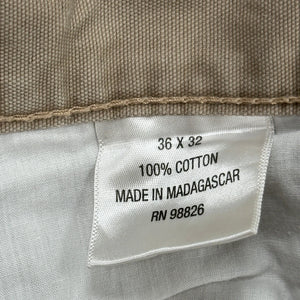 36 X 32
100% COTTON
MADE IN MADAGASCAR
RN 98826